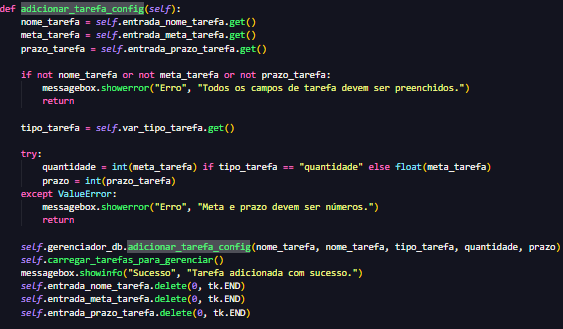 def adicionar_tarefa_config(self):
    nome_tarefa = self.entrada_nome_tarefa.get()
    meta_tarefa = self.entrada_meta_tarefa.get()
    prazo_tarefa = self.entrada_prazo_tarefa.get()

    if not nome_tarefa or not meta_tarefa or not prazo_tarefa:
        messagebox.showerror("Erro", "Todos os campos de tarefa devem ser preenchidos.")
        return

    tipo_tarefa = self.var_tipo_tarefa.get()

    try:
        quantidade = int(meta_tarefa) if tipo_tarefa == "quantidade" else float(meta_tarefa)
        prazo = int(prazo_tarefa)
    except ValueError:
        messagebox.showerror("Erro", "Meta e prazo devem ser números.")
        return

    self.gerenciador_db.adicionar_tarefa_config(nome_tarefa, nome_tarefa, tipo_tarefa, quantidade, prazo)
    self.carregar_tarefas_para_gerenciar()
    messagebox.showinfo("Sucesso", "Tarefa adicionada com sucesso.")
    self.entrada_nome_tarefa.delete(0, tk.END)
    self.entrada_meta_tarefa.delete(0, tk.END)
    self.entrada_prazo_tarefa.delete(0, tk.END)